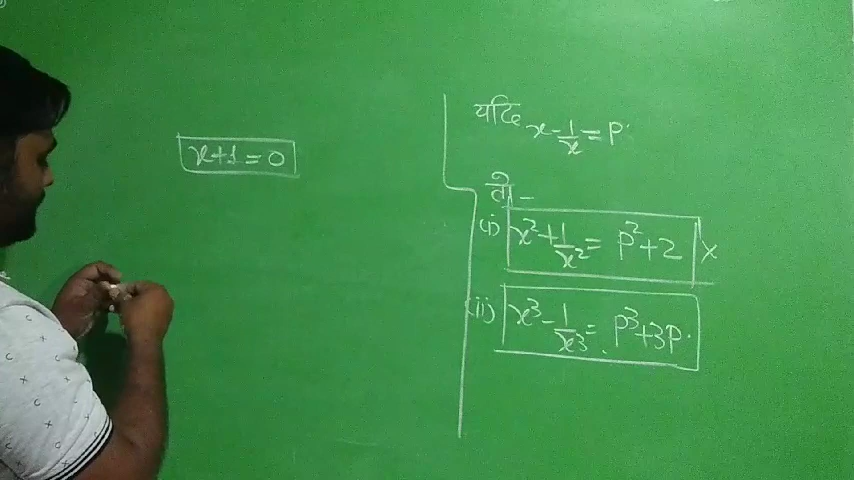 x+1=0
यदि x-1/x=P
तो-
(i) x²+1/x²=P²+2 x
(ii) x³-1/x³=P³+3P.